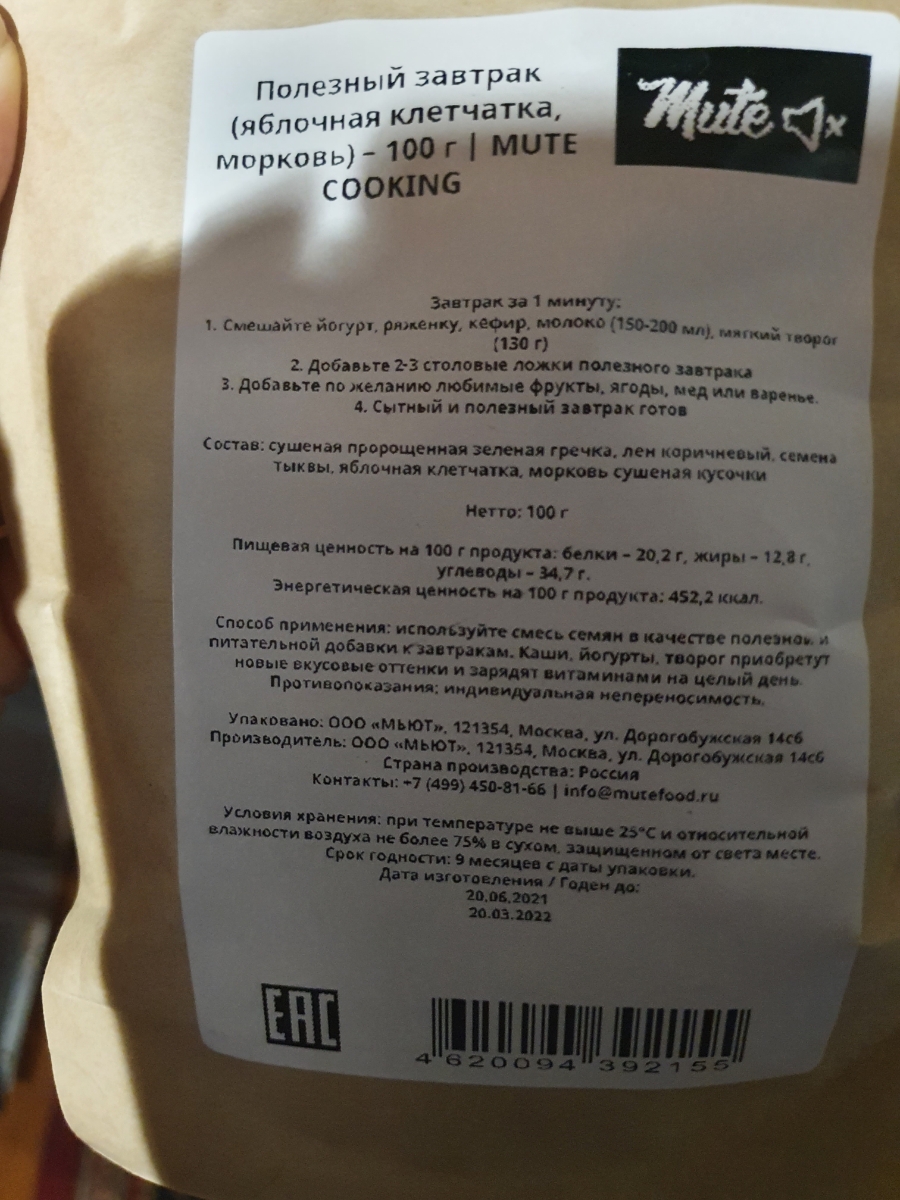 Полезный завтрак
(яблочная клетчатка,
морковь) – 100 г | MUTE
COOKING
Mute
Завтрак за 1 минуту:
1. Смешайте йогурт, ряженку, кефир, молоко (150-200 мл), мягкий творог
(130 г)
2. Добавьте 2-3 столовые ложки полезного завтрака
3. Добавьте по желанию любимые фрукты, ягоды, мед или варенье.
4. Сытный и полезный завтрак готов
Состав: сушеная пророщенная зеленая гречка, лен коричневый, семена
тыквы, яблочная клетчатка, морковь сушеная кусочки
Нетто: 100 г
Пищевая ценность на 100 г продукта: белки – 20,2 г, жиры – 12,8 г,
углеводы – 34,7 г.
Энергетическая ценность на 100 г продукта: 452,2 ккал.
Способ применения: используйте смесь семян в качестве полезной и
питательной добавки к завтракам. Каши, йогурты, творог приобретут
новые вкусовые оттенки и зарядят витаминами на целый день.
Противопоказания: индивидуальная непереносимость.
Упаковано: ООО «МЬЮТ», 121354, Москва, ул. Дорогобужская 14с6
Производитель: ООО «МЬЮТ», 121354, Москва, ул. Дорогобужская 14с6
Страна производства: Россия
Контакты: +7 (499) 450-81-66 | info@mutefood.ru
Условия хранения: при температуре не выше 25°C и относительной
влажности воздуха не более 75% в сухом, защищенном от света месте.
Срок годности: 9 месяцев с даты упаковки.
Дата изготовления / Годен до:
20.06.2021
20.03.2022
EAC
4 620094 392155